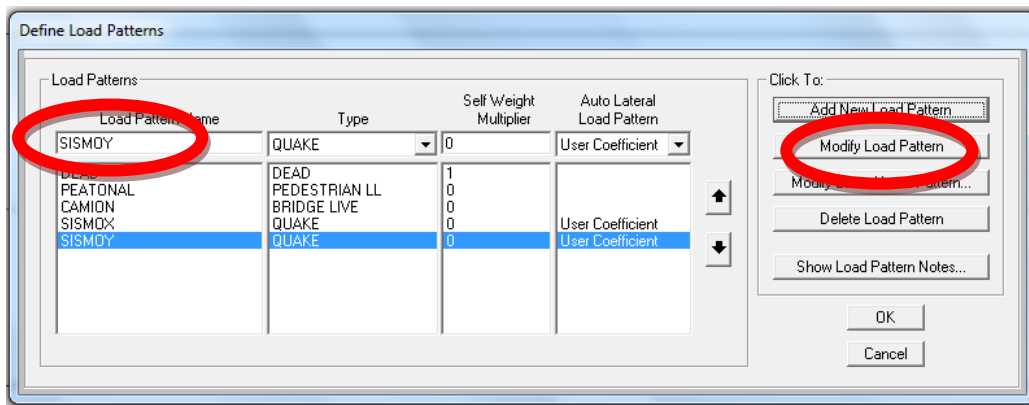 Define Load Patterns
Load Patterns
Click To:
Load Pattern Name
Type
Self Weight Multiplier
Auto Lateral Load Pattern
SISMOY
QUAKE
0
User Coefficient
DEAD DEAD 1
PEATONAL PEDESTRIAN LL 0
CAMION BRIDGE LIVE 0
SISMOX QUAKE 0 User Coefficient
SISMOY QUAKE 0 User Coefficient
Add New Load Pattern
Modify Load Pattern
Modify Pattern...
Delete Load Pattern
Show Load Pattern Notes...
OK
Cancel